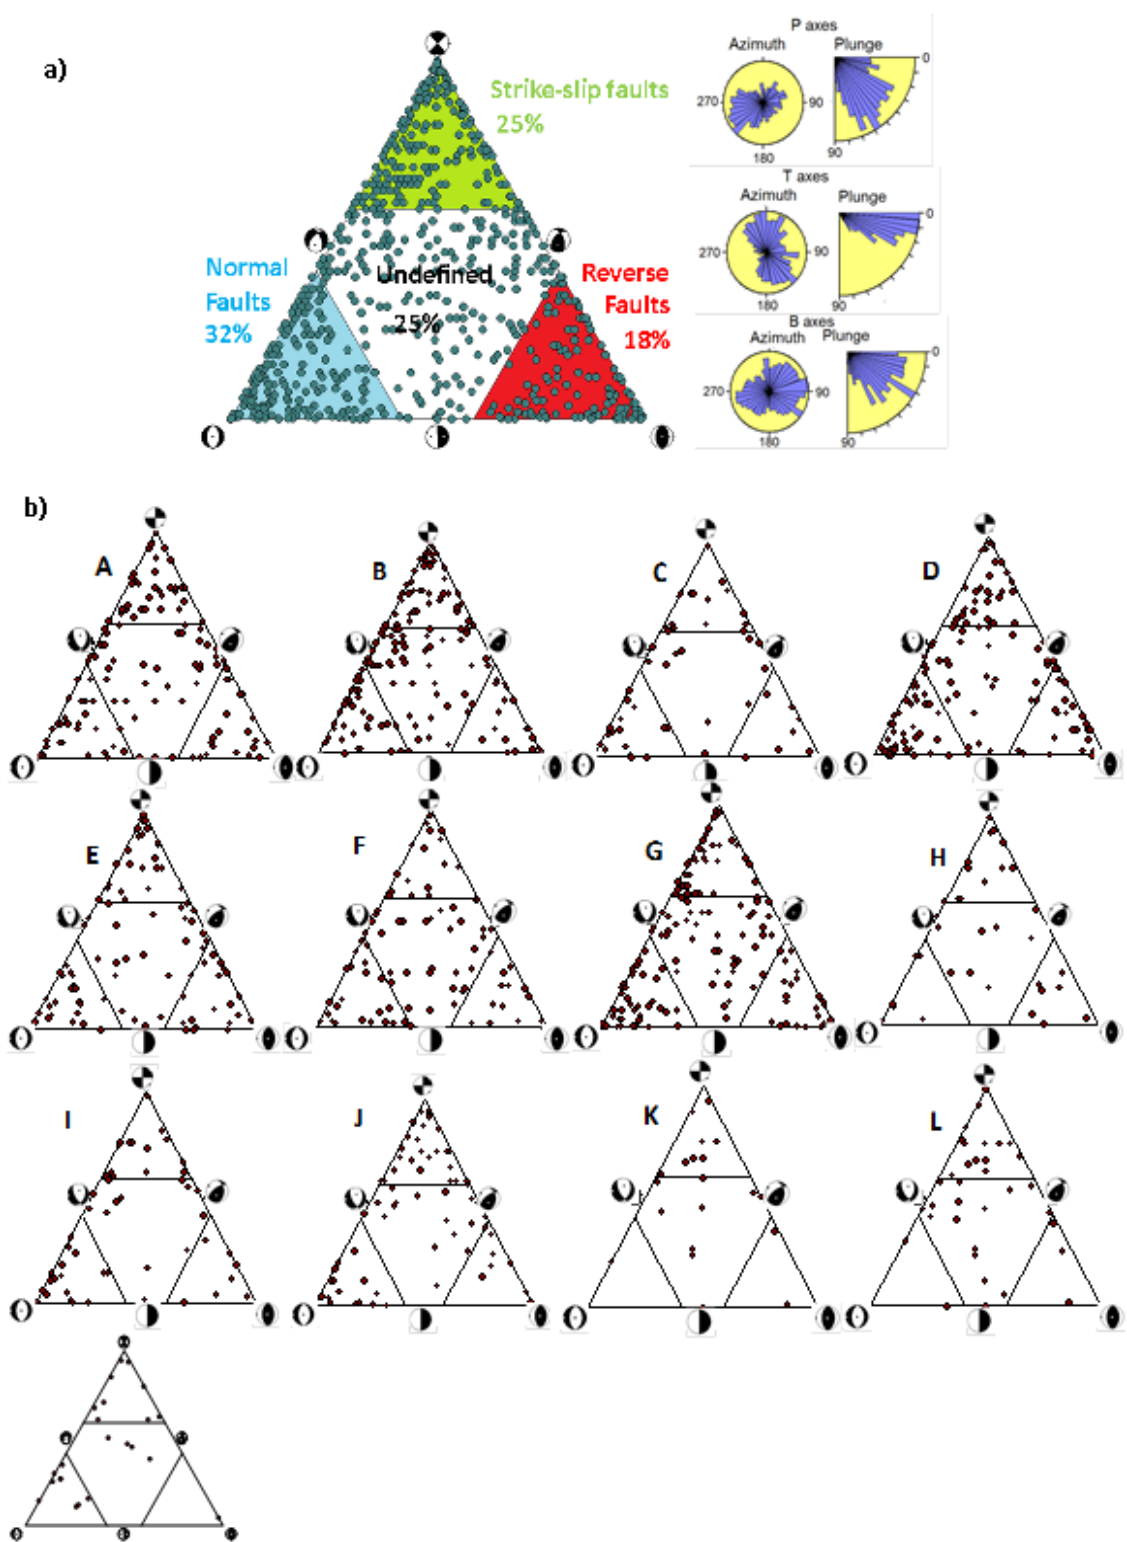 a)
Strike-slip faults
25%
Normal
Faults
32%
Undefined
25%
Reverse
Faults
18%
P axes
Azimuth
Plunge
270
90
180
0
90
T axes
Azimuth
Plunge
270
90
180
0
90
B axes
Azimuth
Plunge
270
90
180
0
90
b)
A
B
C
D
E
F
G
H
I
J
K
L